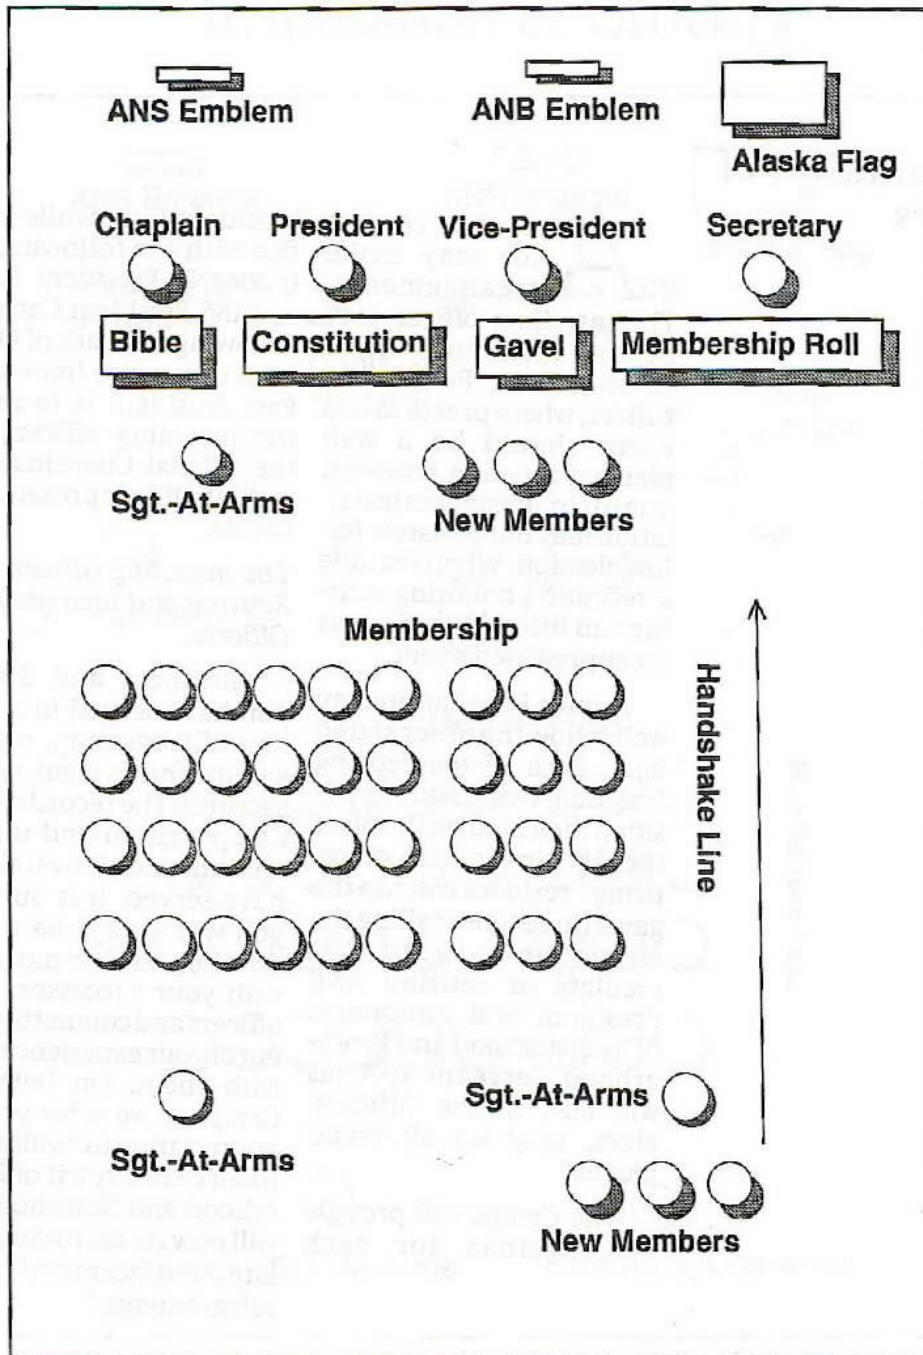 ANS Emblem
ANB Emblem
Alaska Flag
Chaplain
President
Vice-President
Secretary
Bible
Constitution
Gavel
Membership Roll
Sgt.-At-Arms
New Members
Membership
Handshake Line
Sgt.-At-Arms
Sgt.-At-Arms
New Members